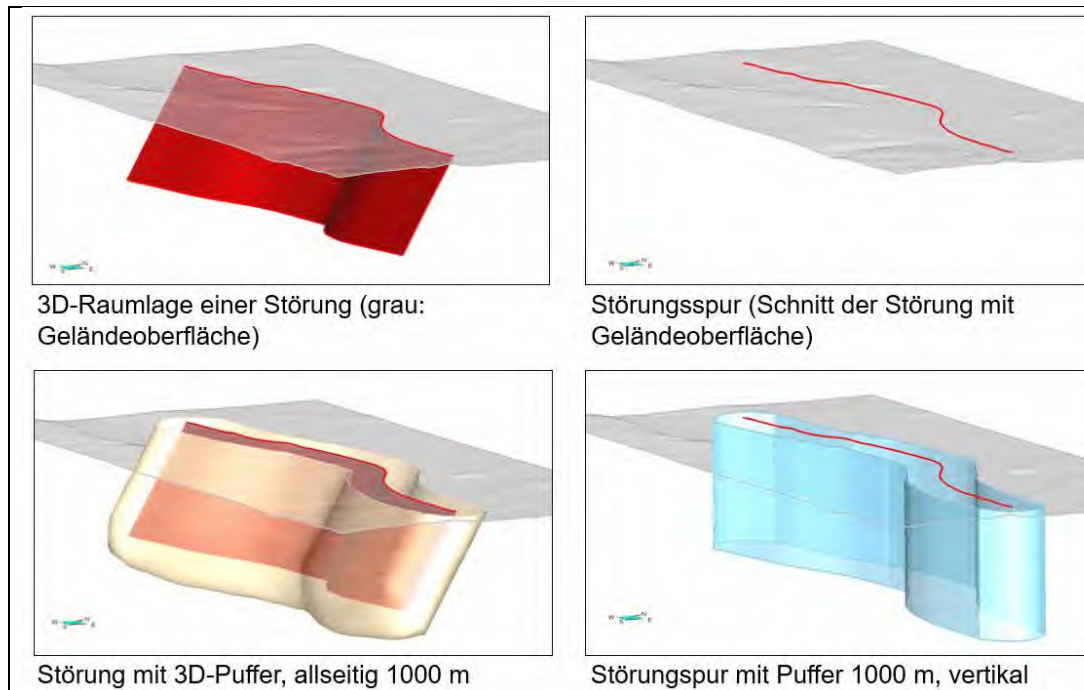 3D-Raumlage einer Störung (grau:
Geländeoberfläche)
Störungsspur (Schnitt der Störung mit
Geländeoberfläche)
Störung mit 3D-Puffer, allseitig 1000 m
Störungspur mit Puffer 1000 m, vertikal